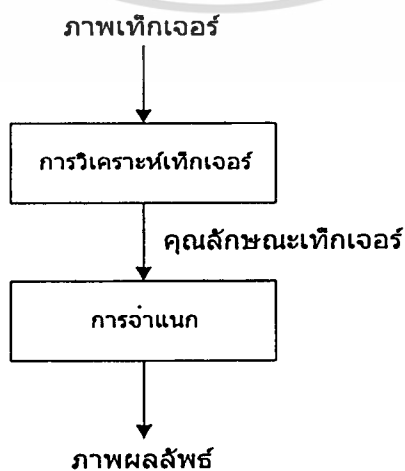 ภาพเท็กเจอร์
การวิเคราะห์เท็กเจอร์
คุณลักษณะเท็กเจอร์
การจำแนก
ภาพผลลัพธ์